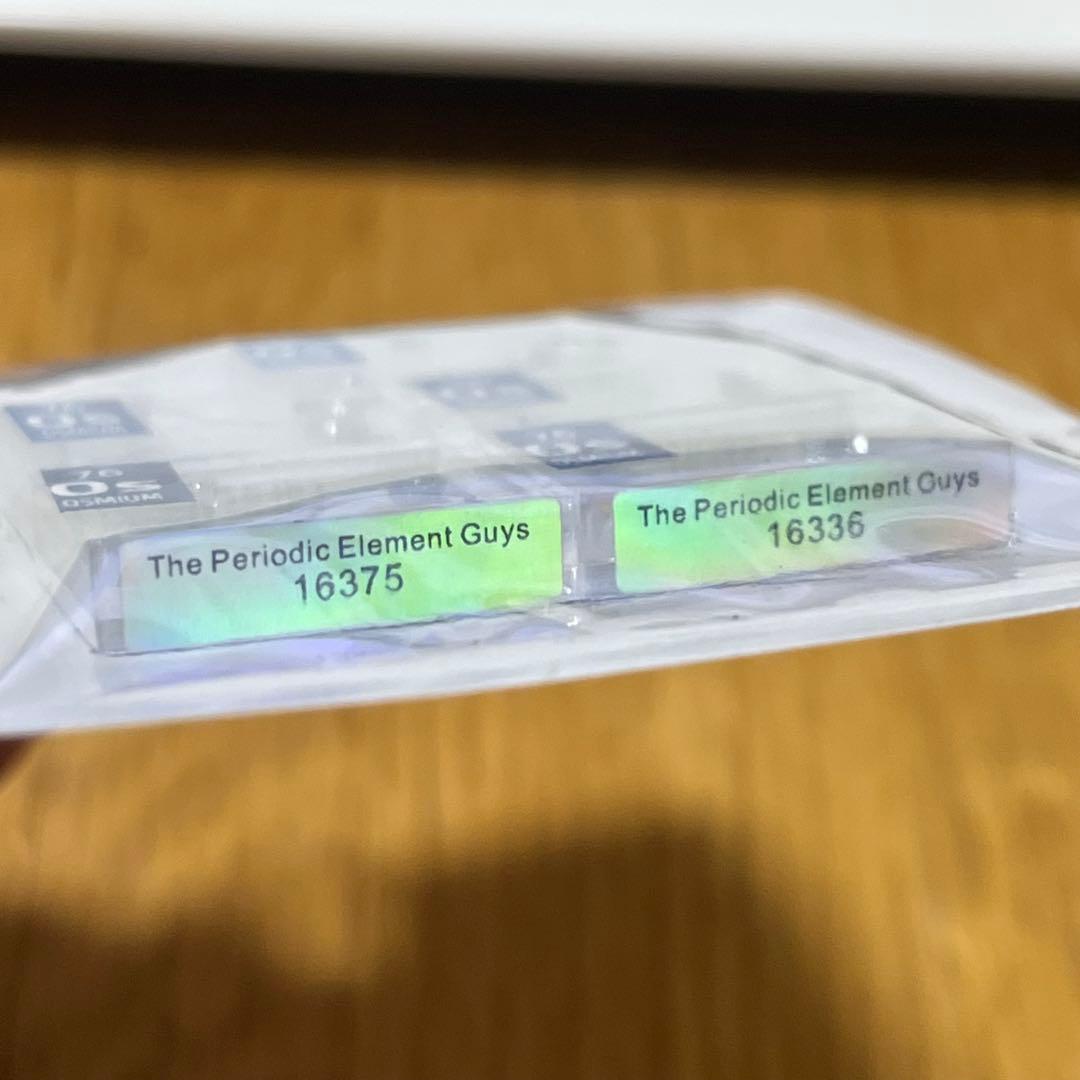 76
Os
OSMIUM
The Periodic Element Guys
16375
The Periodic Element Guys
16336